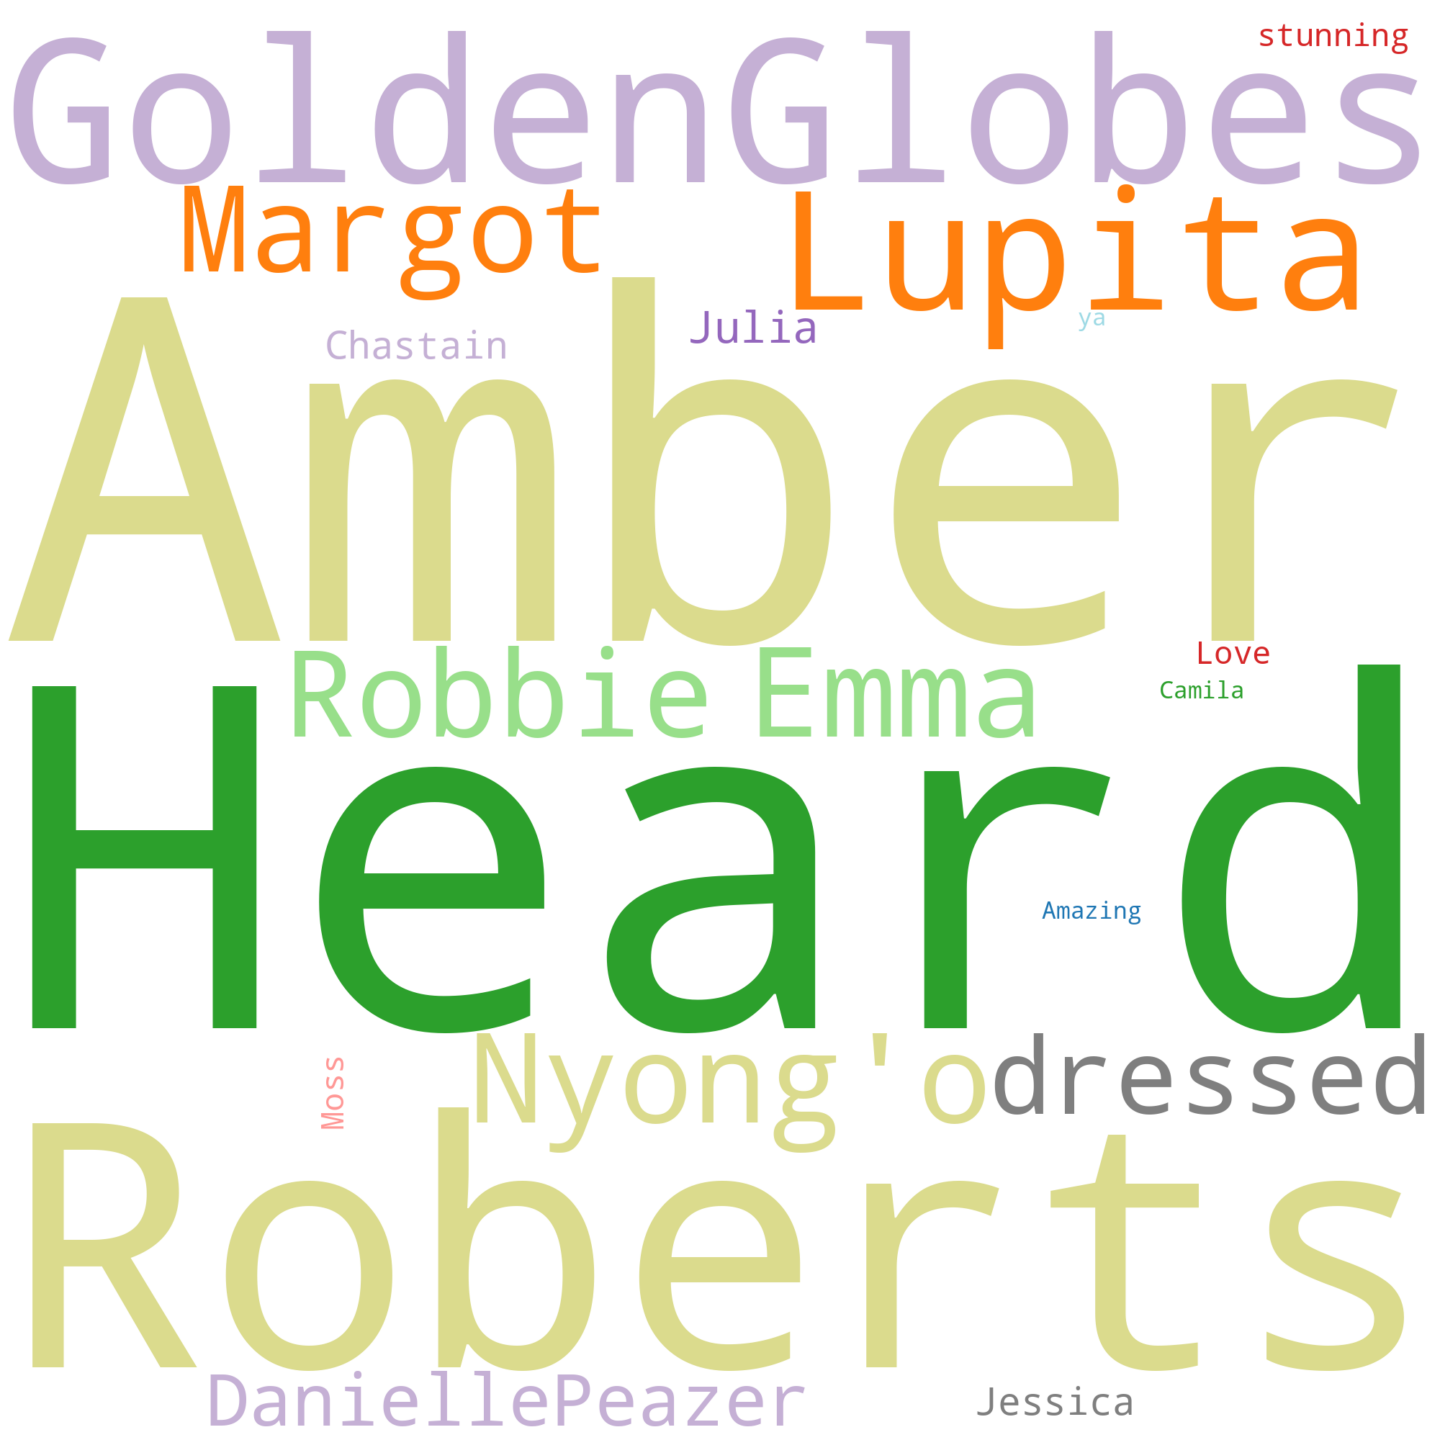 stunning
GoldenGlobes
Margot Lupita
Chastain Julia ya
Amber
Robbie Emma Love
Camila
Heard
Amazing
Moss Nyong'o dressed
Roberts
DaniellePeazer Jessica